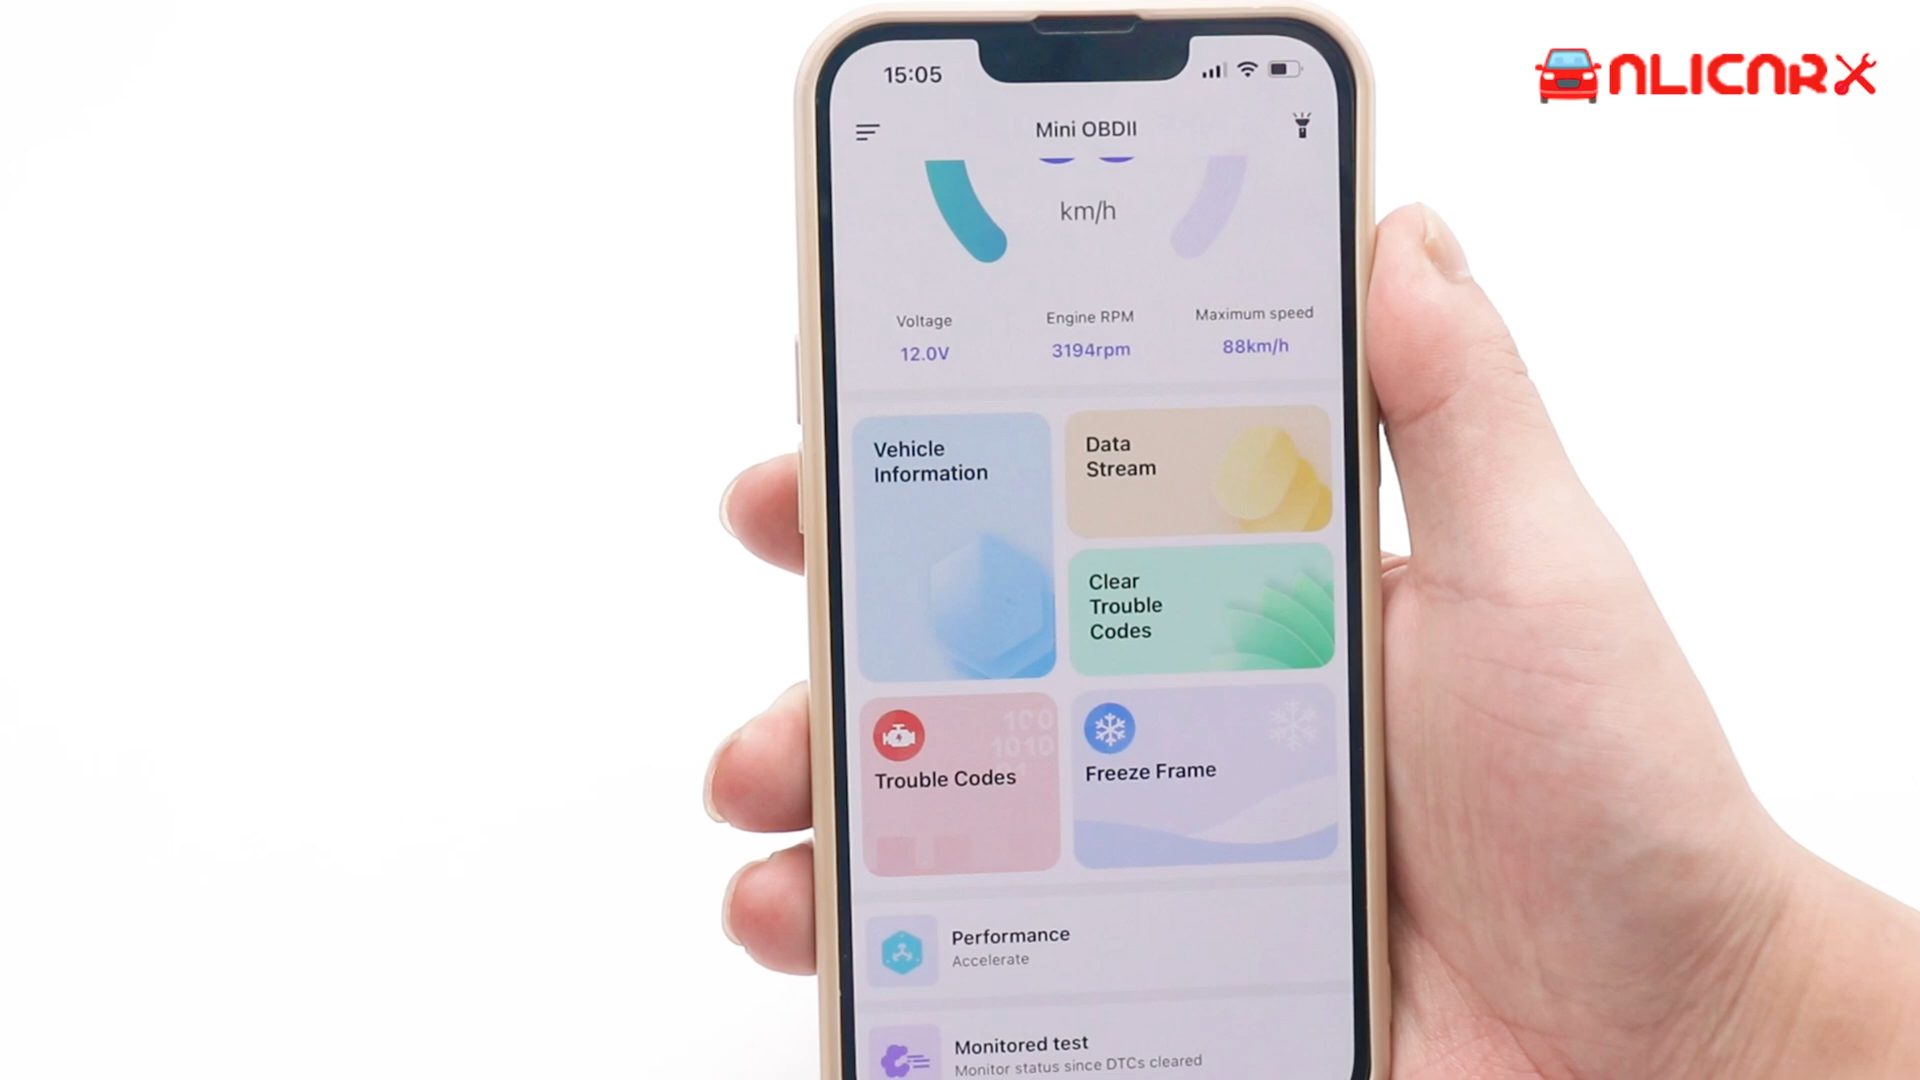 15:05
ALICARX
Mini OBDII
km/h
Voltage
Engine RPM
Maximum speed
12.0V
3194rpm
88km/h
Vehicle
Information
Data
Stream
Clear
Trouble
Codes
Trouble Codes
Freeze Frame
Performance
Accelerate
Monitored test
Monitor status since DTCs cleared